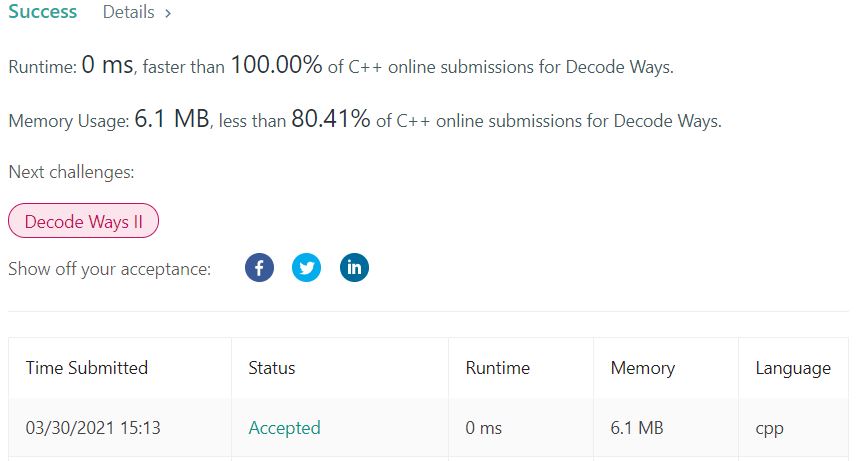 Success Details >
Runtime: 0 ms, faster than 100.00% of C++ online submissions for Decode Ways.
Memory Usage: 6.1 MB, less than 80.41% of C++ online submissions for Decode Ways.
Next challenges:
Decode Ways II
Show off your acceptance: f in
Time Submitted Status Runtime Memory Language
03/30/2021 15:13 Accepted 0 ms 6.1 MB cpp